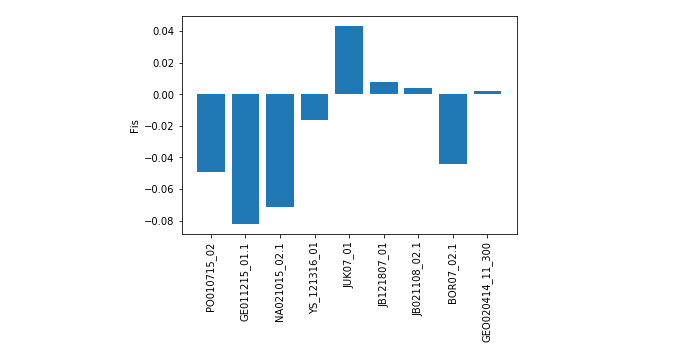 0.04
0.02
0.00
−0.02
−0.04
−0.06
−0.08
Fis
PO010715_02
GE011215_01.1
NA021015_02.1
YS_121316_01
JUK07_01
JB121807_01
JB021108_02.1
BOR07_02.1
GEO020414_11_300